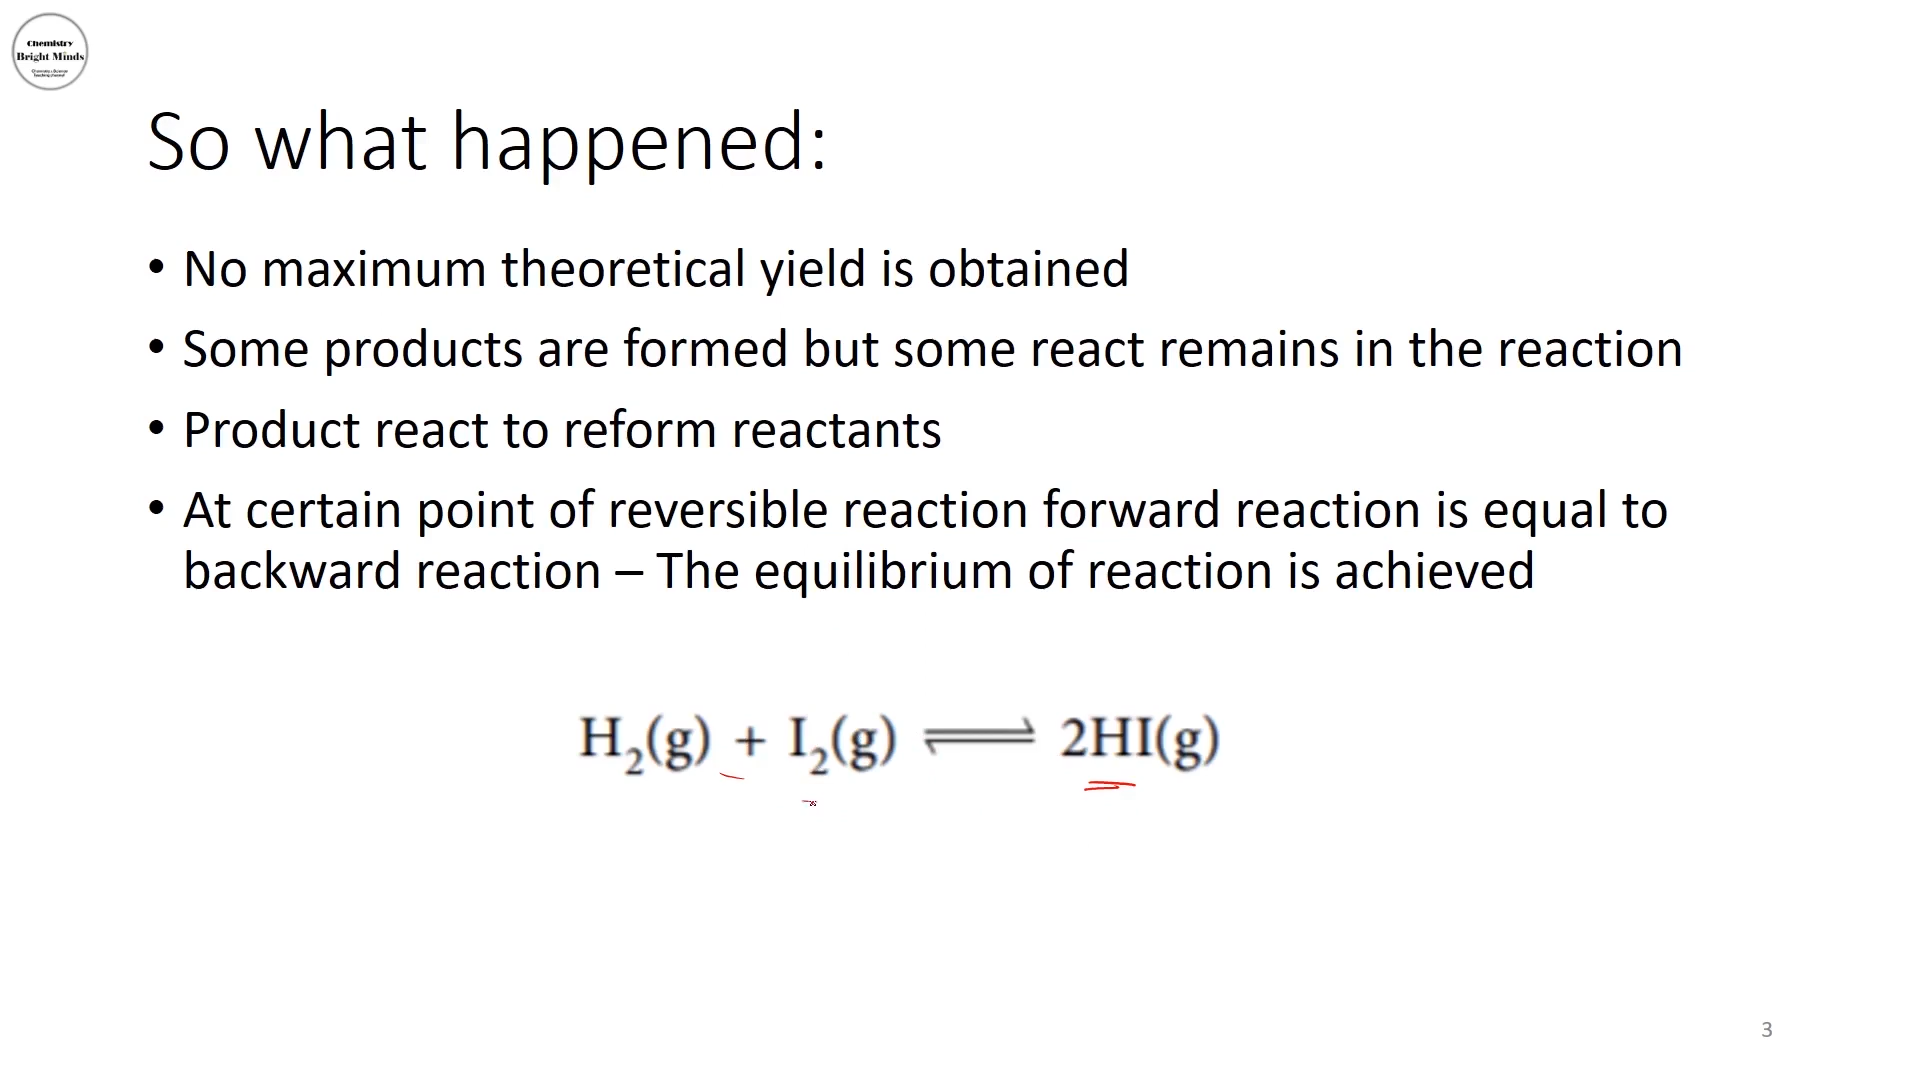 Chemistry
Bright Minds
So what happened:
• No maximum theoretical yield is obtained
• Some products are formed but some react remains in the reaction
• Product react to reform reactants
• At certain point of reversible reaction forward reaction is equal to
backward reaction – The equilibrium of reaction is achieved
H₂(g) + I₂(g) ⇌ 2HI(g)
3